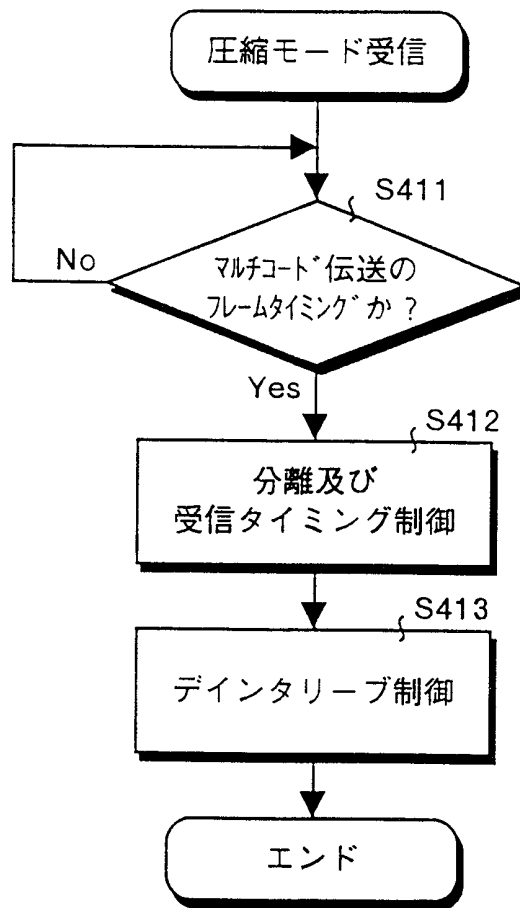 圧縮モード受信
S411
No
マルチコード伝送の
フレームタイミングか?
Yes
S412
分離及び
受信タイミング制御
S413
デインタリーブ制御
エンド